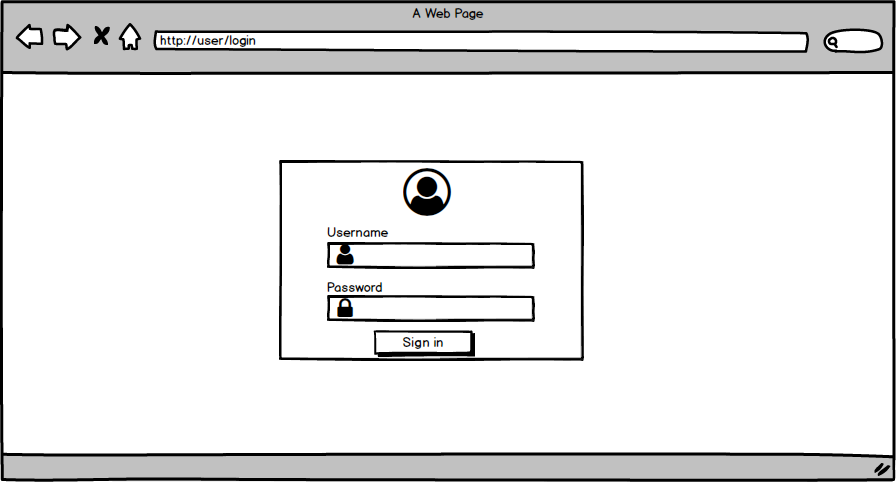 A Web Page
http://user/login
Username
Password
Sign in